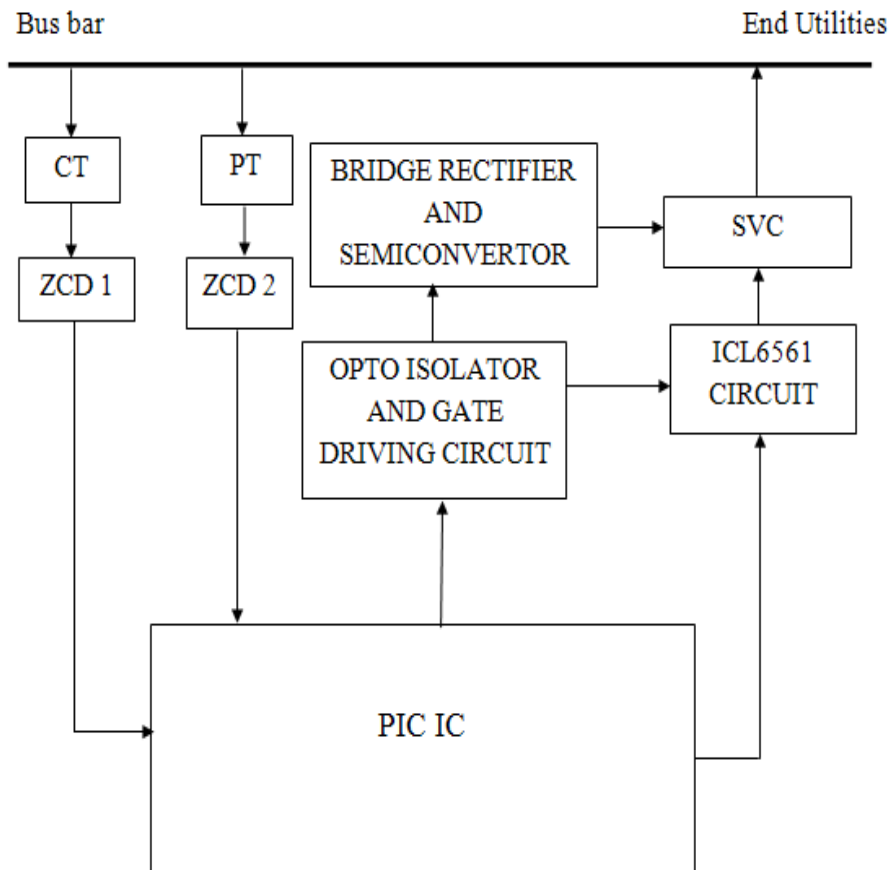 Bus bar
End Utilities
CT
PT
BRIDGE RECTIFIER
AND
SEMICONVERTOR
SVC
ZCD 1
ZCD 2
OPTO ISOLATOR
AND GATE
DRIVING CIRCUIT
ICL6561
CIRCUIT
PIC IC